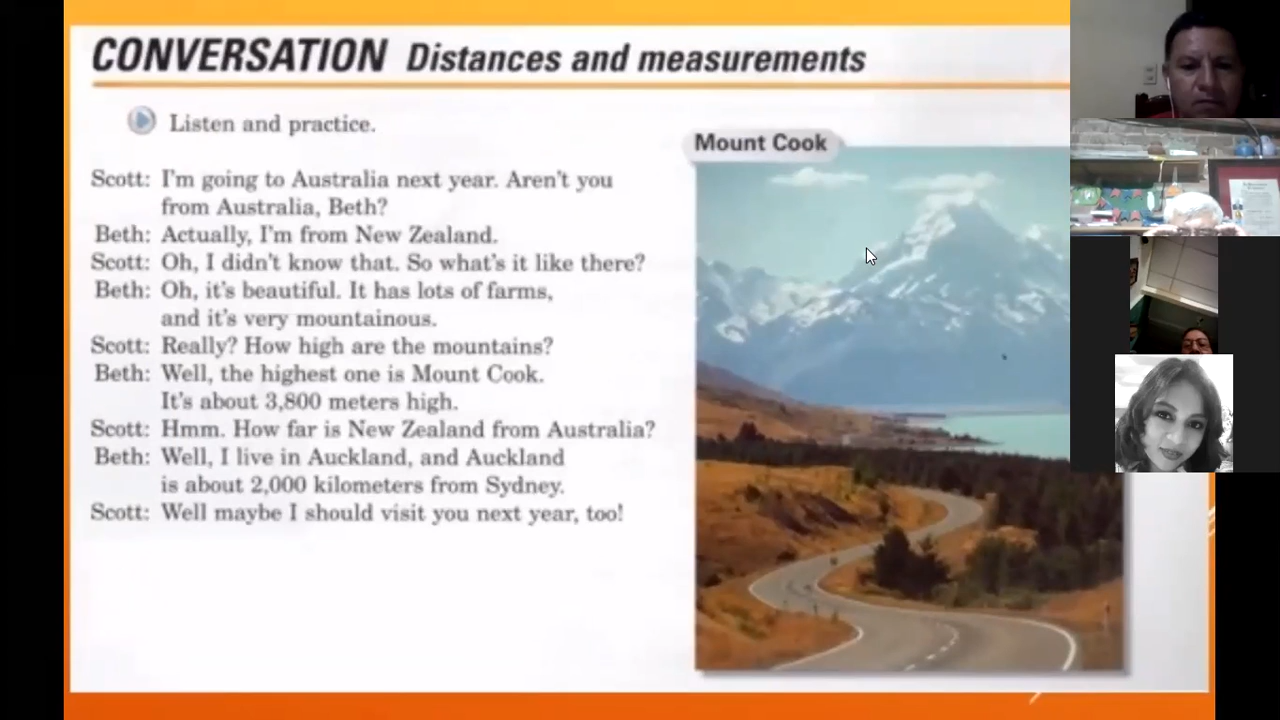 CONVERSATION Distances and measurements
Listen and practice.
Mount Cook
Scott: I'm going to Australia next year. Aren't you
from Australia, Beth?
Beth: Actually, I'm from New Zealand.
Scott: Oh, I didn't know that. So what's it like there?
Beth: Oh, it's beautiful. It has lots of farms,
and it's very mountainous.
Scott: Really? How high are the mountains?
Beth: Well, the highest one is Mount Cook.
It's about 3,800 meters high.
Scott: Hmm. How far is New Zealand from Australia?
Beth: Well, I live in Auckland, and Auckland
is about 2,000 kilometers from Sydney.
Scott: Well maybe I should visit you next year, too!